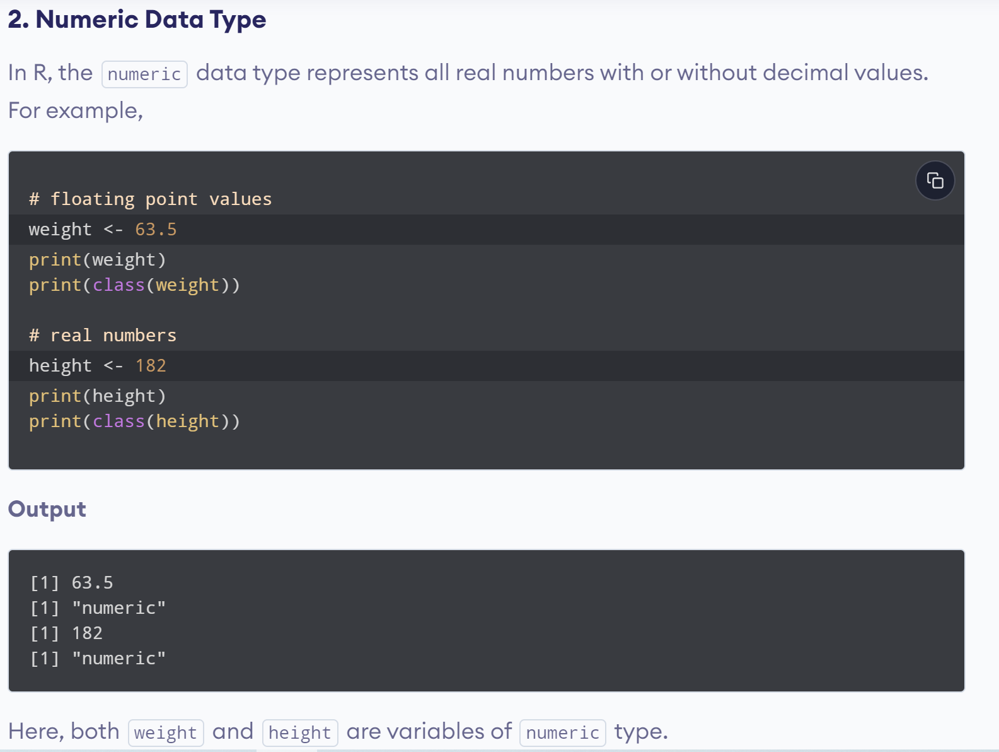 2. Numeric Data Type
In R, the numeric data type represents all real numbers with or without decimal values.
For example,
# floating point values
weight <- 63.5
print(weight)
print(class(weight))
# real numbers
height <- 182
print(height)
print(class(height))
Output
[1] 63.5
[1] "numeric"
[1] 182
[1] "numeric"
Here, both weight and height are variables of numeric type.